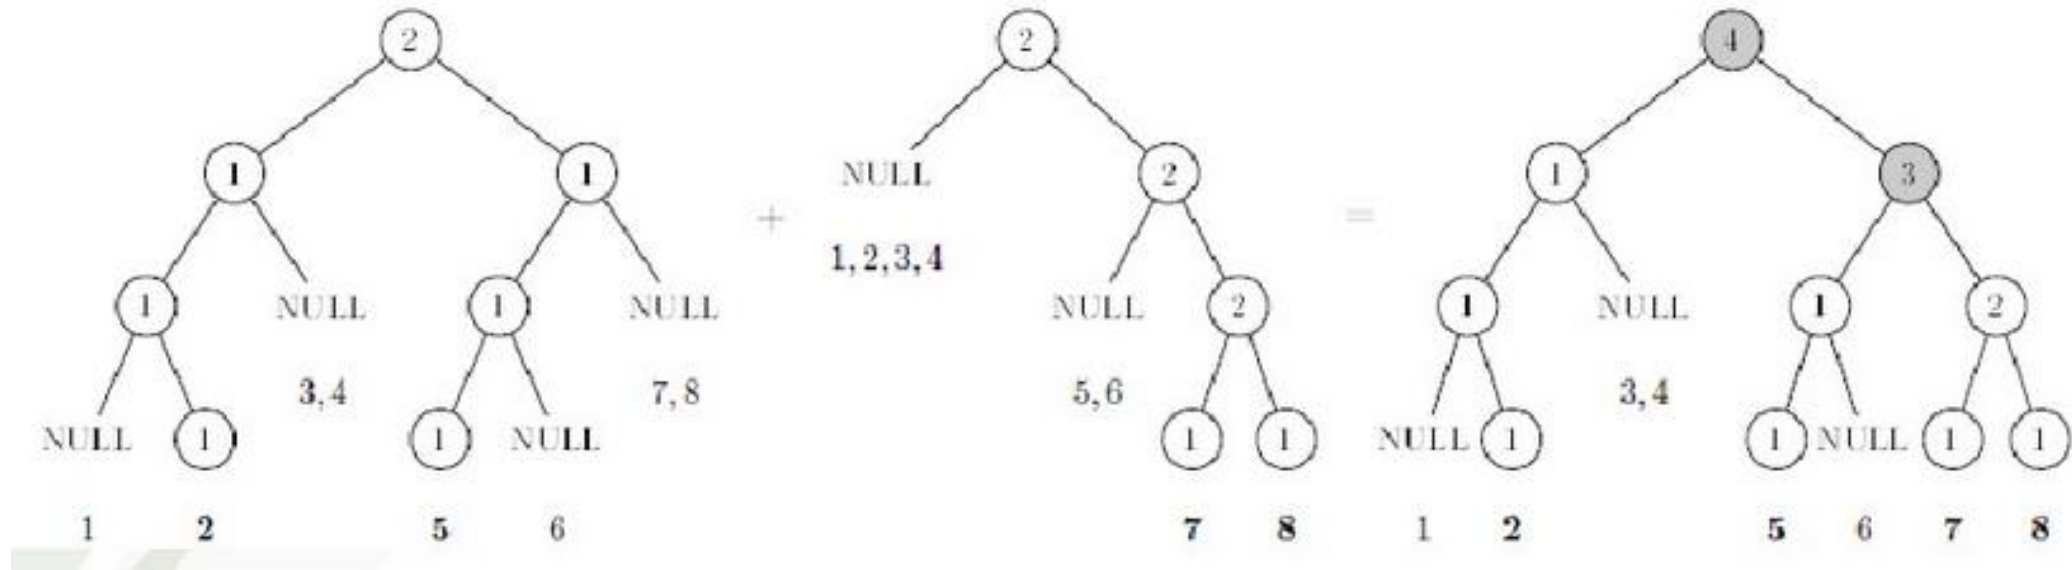 2 2 4
1 1 NULL 2 1 3
+ =
1,2,3,4
1 NULL 1 NULL NULL 2 1 NULL 1 2
3,4 7,8 5,6 3,4
NULL 1 1 NULL 1 1 NULL 1 1 NULL 1 1
1 2 5 6 7 8 1 2 5 6 7 8